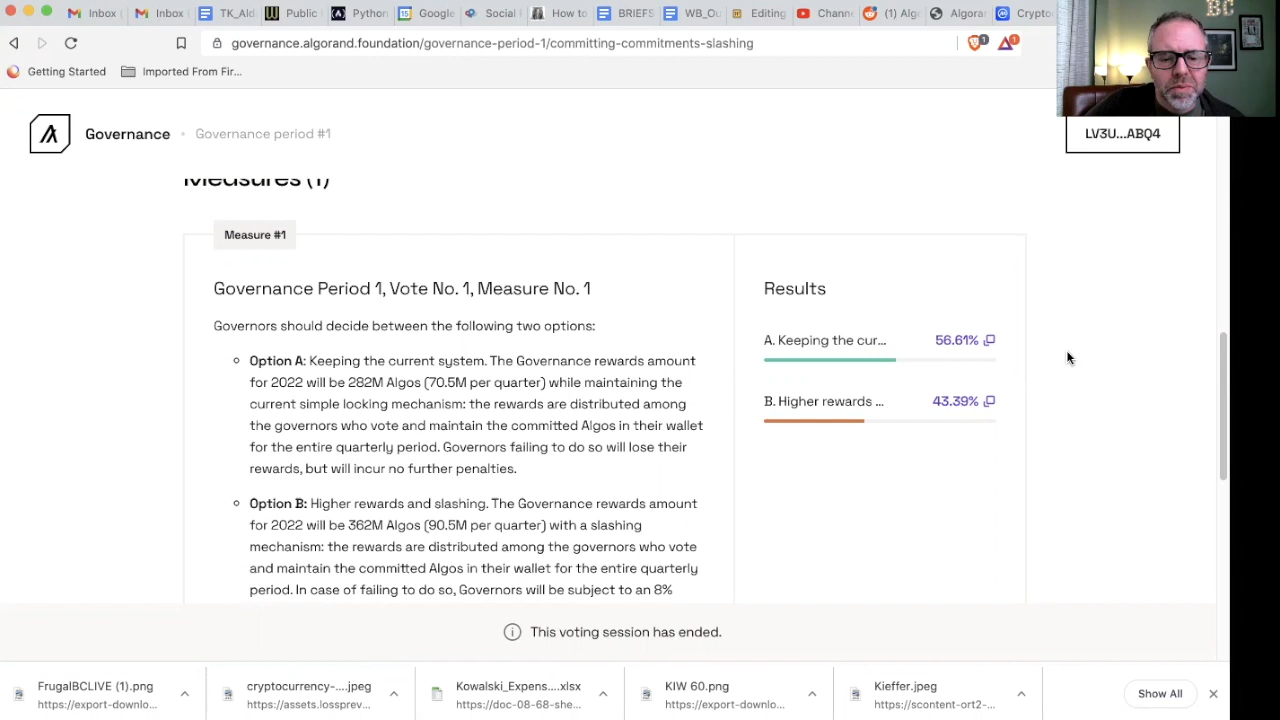 Inbox (
Inbox (
TK_Ald
Public
Python
15 Google
Social
How to
BRIEFS
WB_Ou
Editing
Chann
(1) Algo
Algorar
Crypto
governance.algorand.foundation/governance-period-1/committing-commitments-slashing
1
1
Getting Started
Imported From Fir...
BC
Governance • Governance period #1
LV3U...ABQ4
Measures (1)
Measure #1
Governance Period 1, Vote No. 1, Measure No. 1
Governors should decide between the following two options:
Option A: Keeping the current system. The Governance rewards amount
for 2022 will be 282M Algos (70.5M per quarter) while maintaining the
current simple locking mechanism: the rewards are distributed among
the governors who vote and maintain the committed Algos in their wallet
for the entire quarterly period. Governors failing to do so will lose their
rewards, but will incur no further penalties.
Option B: Higher rewards and slashing. The Governance rewards amount
for 2022 will be 362M Algos (90.5M per quarter) with a slashing
mechanism: the rewards are distributed among the governors who vote
and maintain the committed Algos in their wallet for the entire quarterly
period. In case of failing to do so, Governors will be subject to an 8%
Results
A. Keeping the cur... 56.61%
B. Higher rewards ... 43.39%
This voting session has ended.
FrugalBCLIVE (1).png
https://export-downlo...
cryptocurrency-....jpeg
https://assets.lossprev...
Kowalski_Expens....xlsx
https://doc-08-68-she...
KIW 60.png
https://export-downlo...
Kieffer.jpeg
https://scontent-ort2-...
Show All